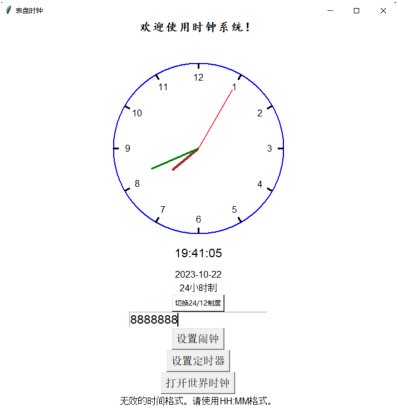 表盘时钟
欢迎使用时钟系统！
12
11 1
10 2
9 3
8 4
7 5
6
19:41:05
2023-10-22
24小时制
切换24/12制度
8888888
设置闹钟
设置定时器
打开世界时钟
无效的时间格式。请使用HH:MM格式。